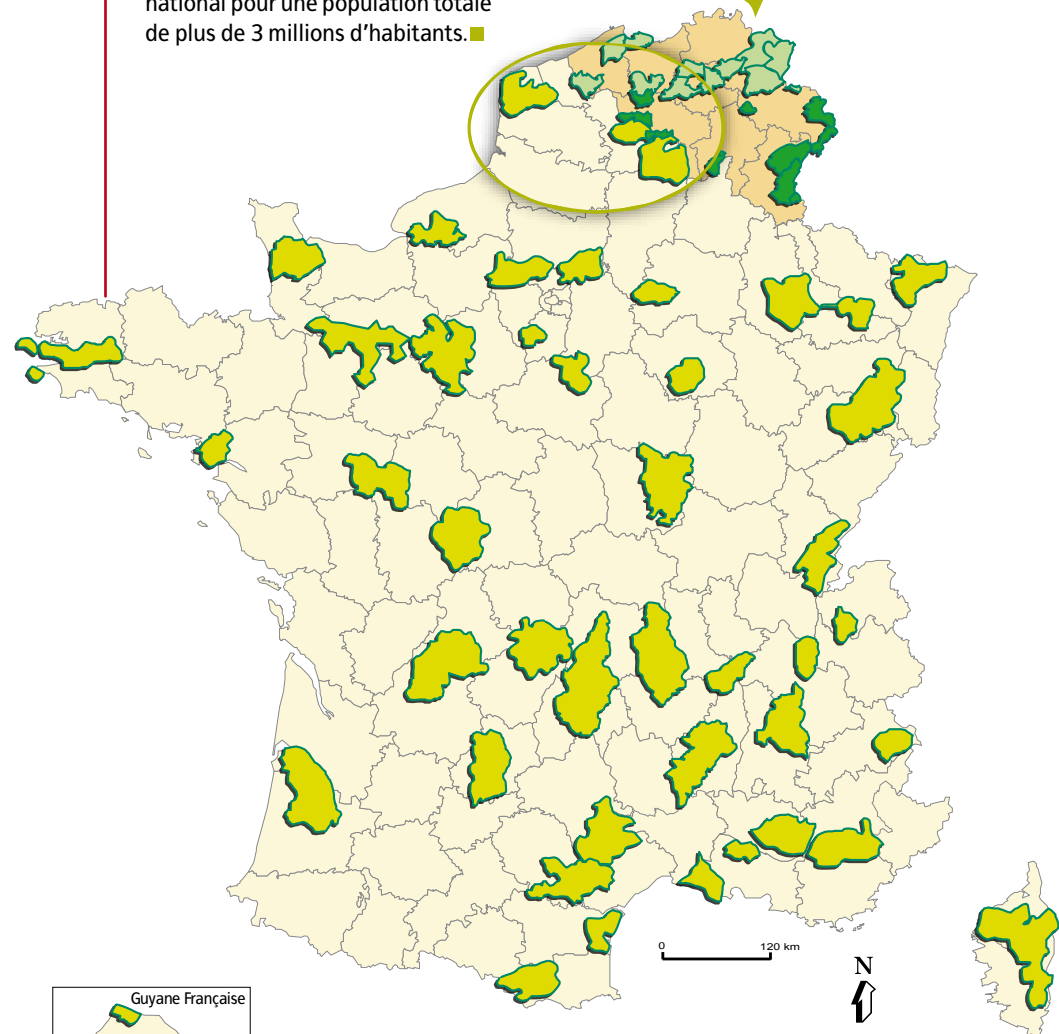 national pour une population totale
de plus de 3 millions d’habitants.
0 120 km
N
Guyane Française